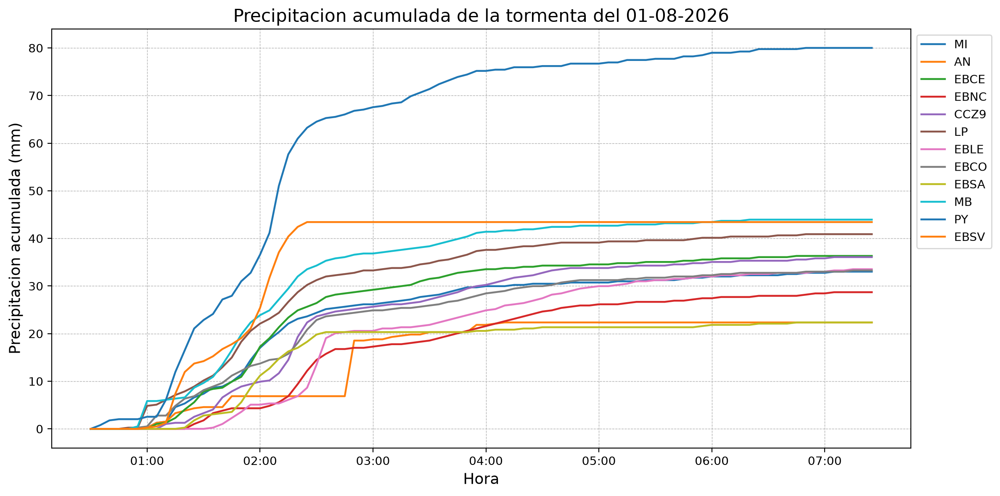 Precipitacion acumulada de la tormenta del 01-08-2026
Precipitacion acumulada (mm)
80
70
60
50
40
30
20
10
0
01:00
02:00
03:00
04:00
05:00
06:00
07:00
Hora
MI
AN
EBCE
EBNC
CCZ9
LP
EBLE
EBCO
EBSA
MB
PY
EBSV